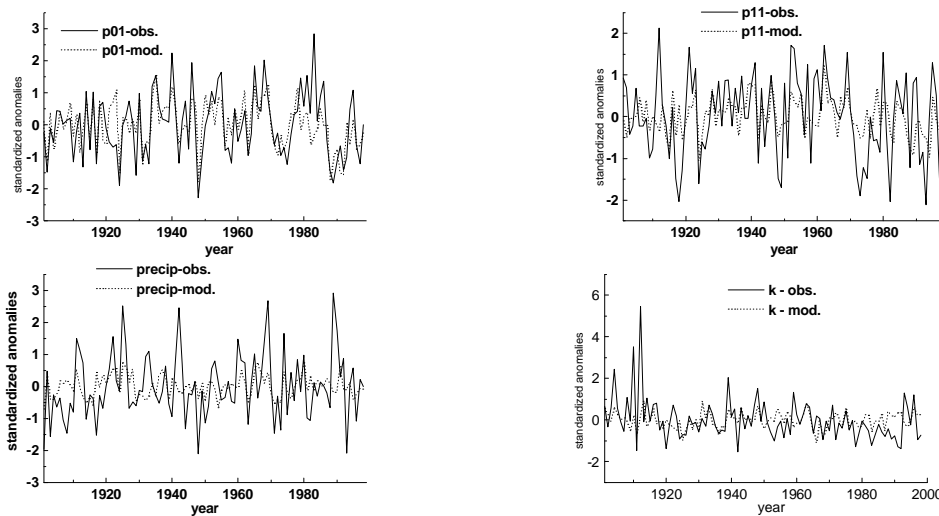 p01-obs.
p01-mod.
standardized anomalies
3
2
1
0
-1
-2
-3
1920
1940
1960
1980
year
p11-obs.
p11-mod.
standardized anomalies
2
1
0
-1
-2
1920
1940
1960
1980
year
precip-obs.
precip-mod.
standardized anomalies
3
2
1
0
-1
-2
-3
1920
1940
1960
1980
year
k - obs.
k - mod.
standardized anomalies
6
4
2
0
-2
1920
1940
1960
1980
2000
year